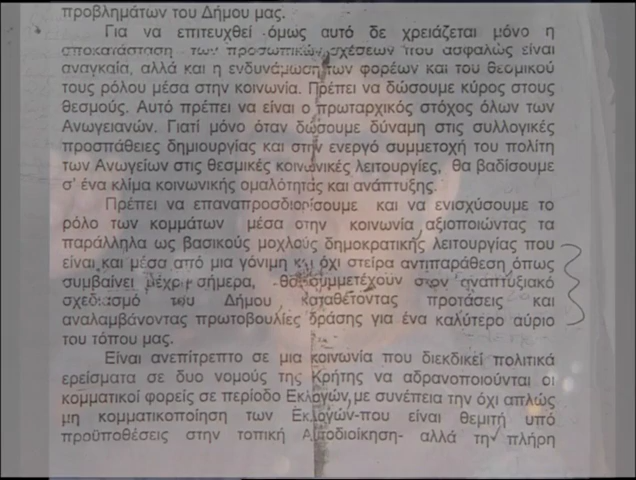 προβλημάτων του Δήμου μας.
Για να επιτευχθεί όμως αυτό δε χρειάζεται μόνο η
αποκατάσταση των προσωπικών σχέσεων που ασφαλώς είναι
αναγκαία, αλλά και η ενδυνάμωση των φορέων και του θεσμικού
τους ρόλου μέσα στην κοινωνία. Πρέπει να δώσουμε κύρος στους
θεσμούς. Αυτό πρέπει να είναι ο πρωταρχικός στόχος όλων των
Ανωγειανών. Γιατί μόνο όταν δώσουμε δύναμη στις συλλογικές
προσπάθειες δημιουργίας και στην ενεργό συμμετοχή του πολίτη
των Ανωγείων στις θεσμικές κοινωνικές λειτουργίες, θα βαδίσουμε
σ' ένα κλίμα κοινωνικής ομαλότητας και ανάπτυξης.
Πρέπει να επαναπροσδιορίσουμε και να ενισχύσουμε το
ρόλο των κομμάτων μέσα στην κοινωνία αξιοποιώντας τα
παράλληλα ως βασικούς μοχλούς δημοκρατικής λειτουργίας που
είναι και μέσα από μια γόνιμη και όχι στείρα αντιπαράθεση όπως
συμβαίνει μέχρι σήμερα, θα συμμετέχουν στον αναπτυξιακό
σχεδιασμό του Δήμου καταθέτοντας προτάσεις και
αναλαμβάνοντας πρωτοβουλίες δράσης για ένα καλύτερο αύριο
του τόπου μας.
Είναι ανεπίτρεπτο σε μια κοινωνία που διεκδικεί πολιτικά
ερείσματα σε δυο νομούς της Κρήτης να αδρανοποιούνται οι
κομματικοί φορείς σε περίοδο Εκλογών, με συνέπεια την όχι απλώς
μη κομματικοποίηση των Εκλογών-που είναι θεμιτή υπό
προϋποθέσεις στην τοπική Αυτοδιοίκηση- αλλά την πλήρη